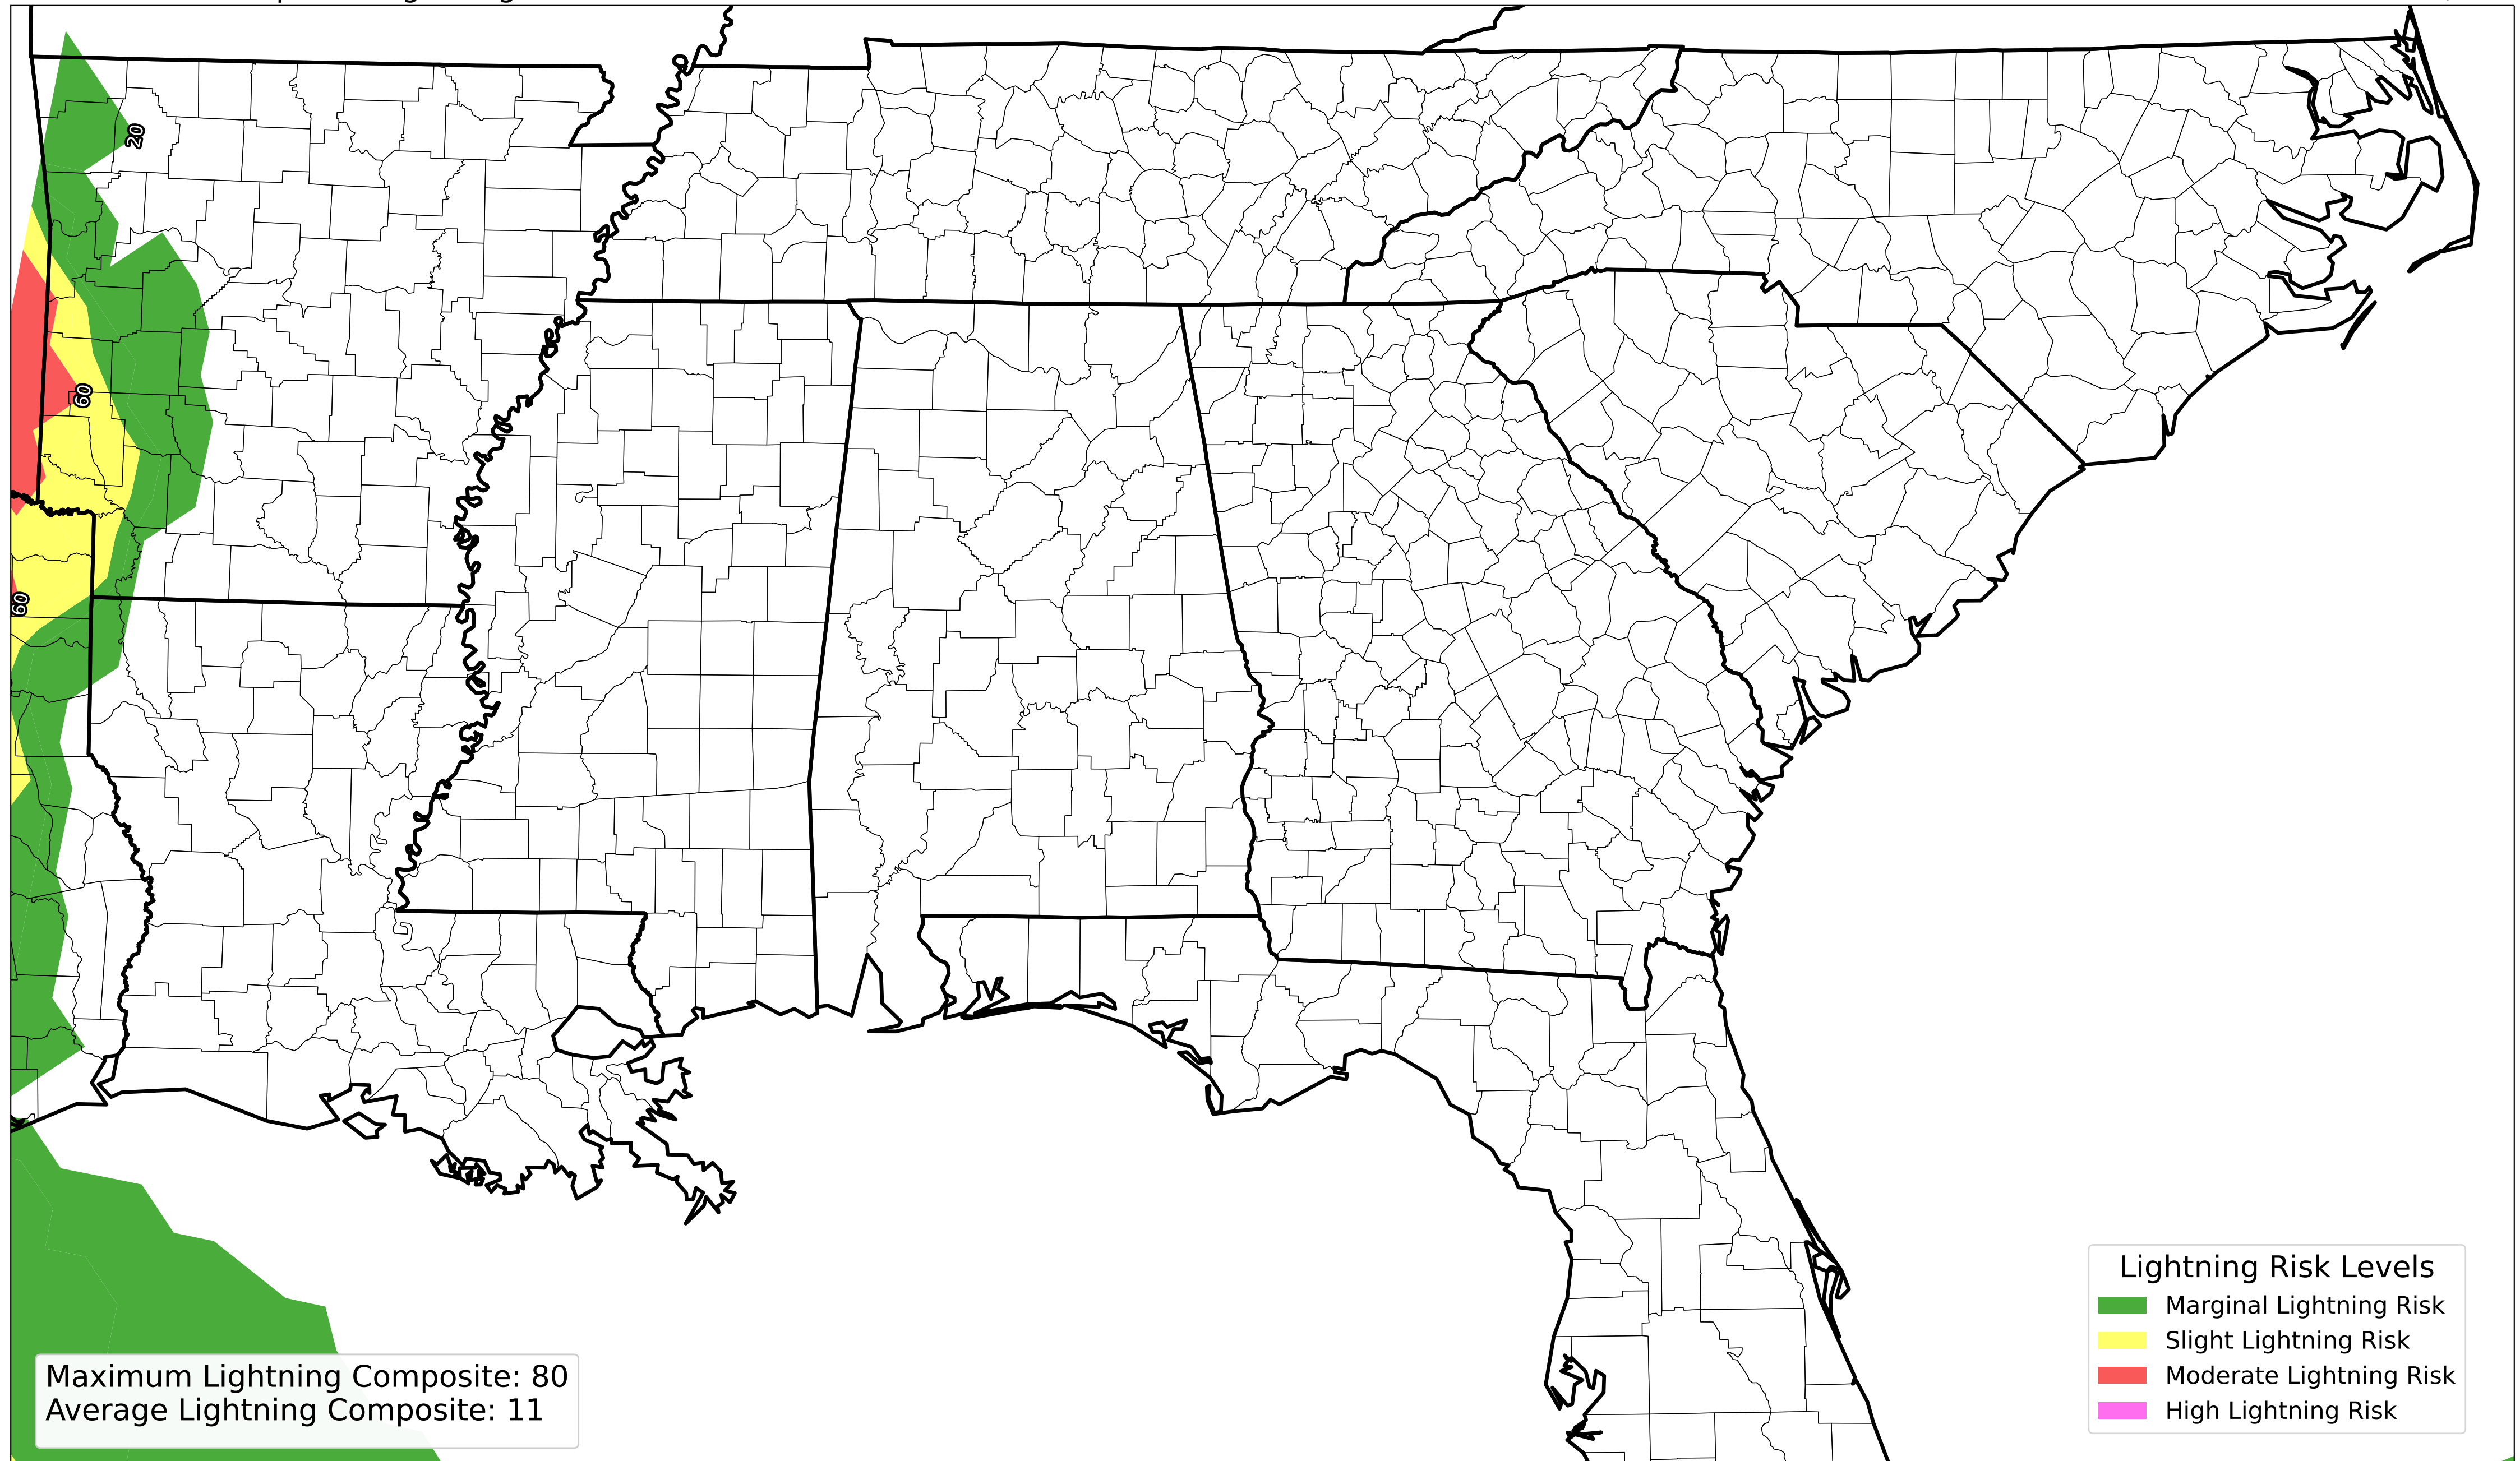 20
60
60
Lightning Risk Levels
Marginal Lightning Risk
Slight Lightning Risk
Moderate Lightning Risk
High Lightning Risk
Maximum Lightning Composite: 80
Average Lightning Composite: 11